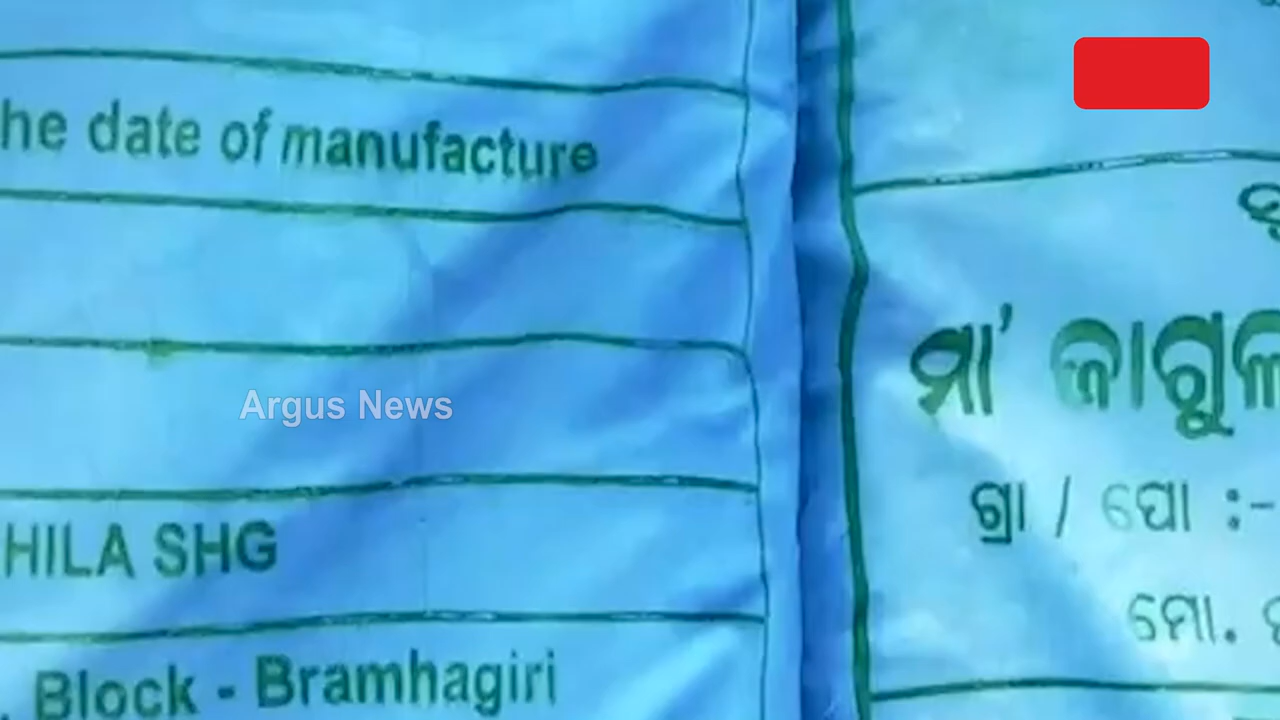 he date of manufacture
Argus News
HILA SHG
Block - Bramhagiri
ମା' ଜାଗୁଳ
ଗ୍ରା / ପୋ :-
ମୋ.